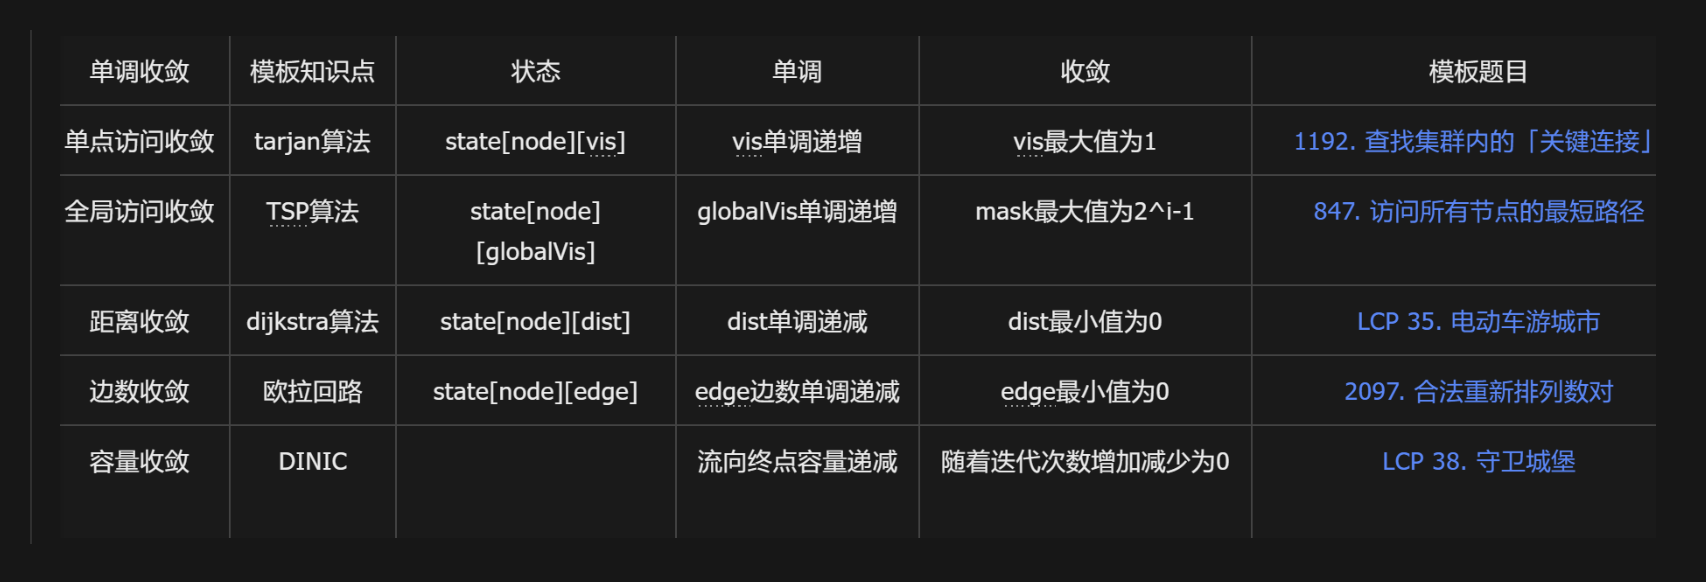 单调收敛 模板知识点 状态 单调 收敛 模板题目
单点访问收敛 tarjan算法 state[node][vis] vis单调递增 vis最大值为1 1192. 查找集群内的「关键连接」
全局访问收敛 TSP算法 state[node] globalVis单调递增 mask最大值为2^i-1 847. 访问所有节点的最短路径
[globalVis]
距离收敛 dijkstra算法 state[node][dist] dist单调递减 dist最小值为0 LCP 35. 电动车游城市
边数收敛 欧拉回路 state[node][edge] edge边数单调递减 edge最小值为0 2097. 合法重新排列数对
容量收敛 DINIC 流向终点容量递减 随着迭代次数增加减少为0 LCP 38. 守卫城堡